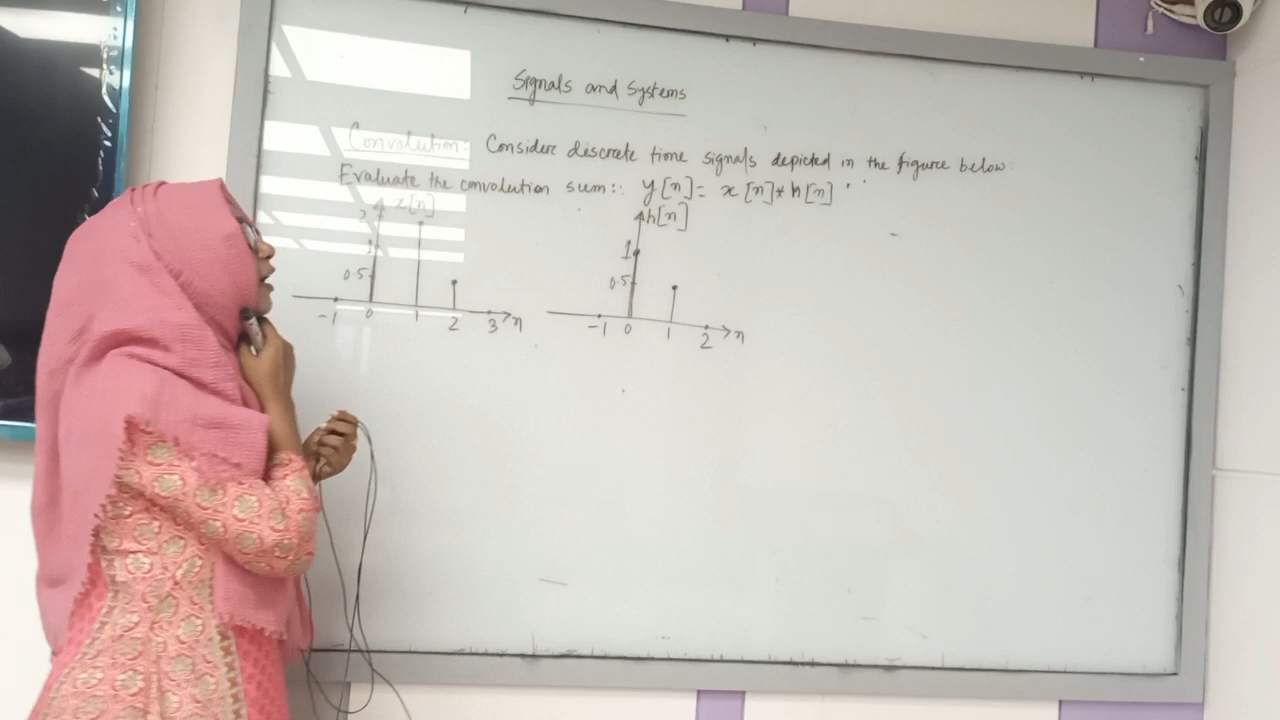 Signals and Systems
Convolution: Consider discrete time signals depicted in the figure below:
Evaluate the convolution sum:: y[n] = x[n]* h[n]
x[n]
2
1
0.5
-1 0 1 2 3 n
h[n]
1
0.5
-1 0 1 2 n